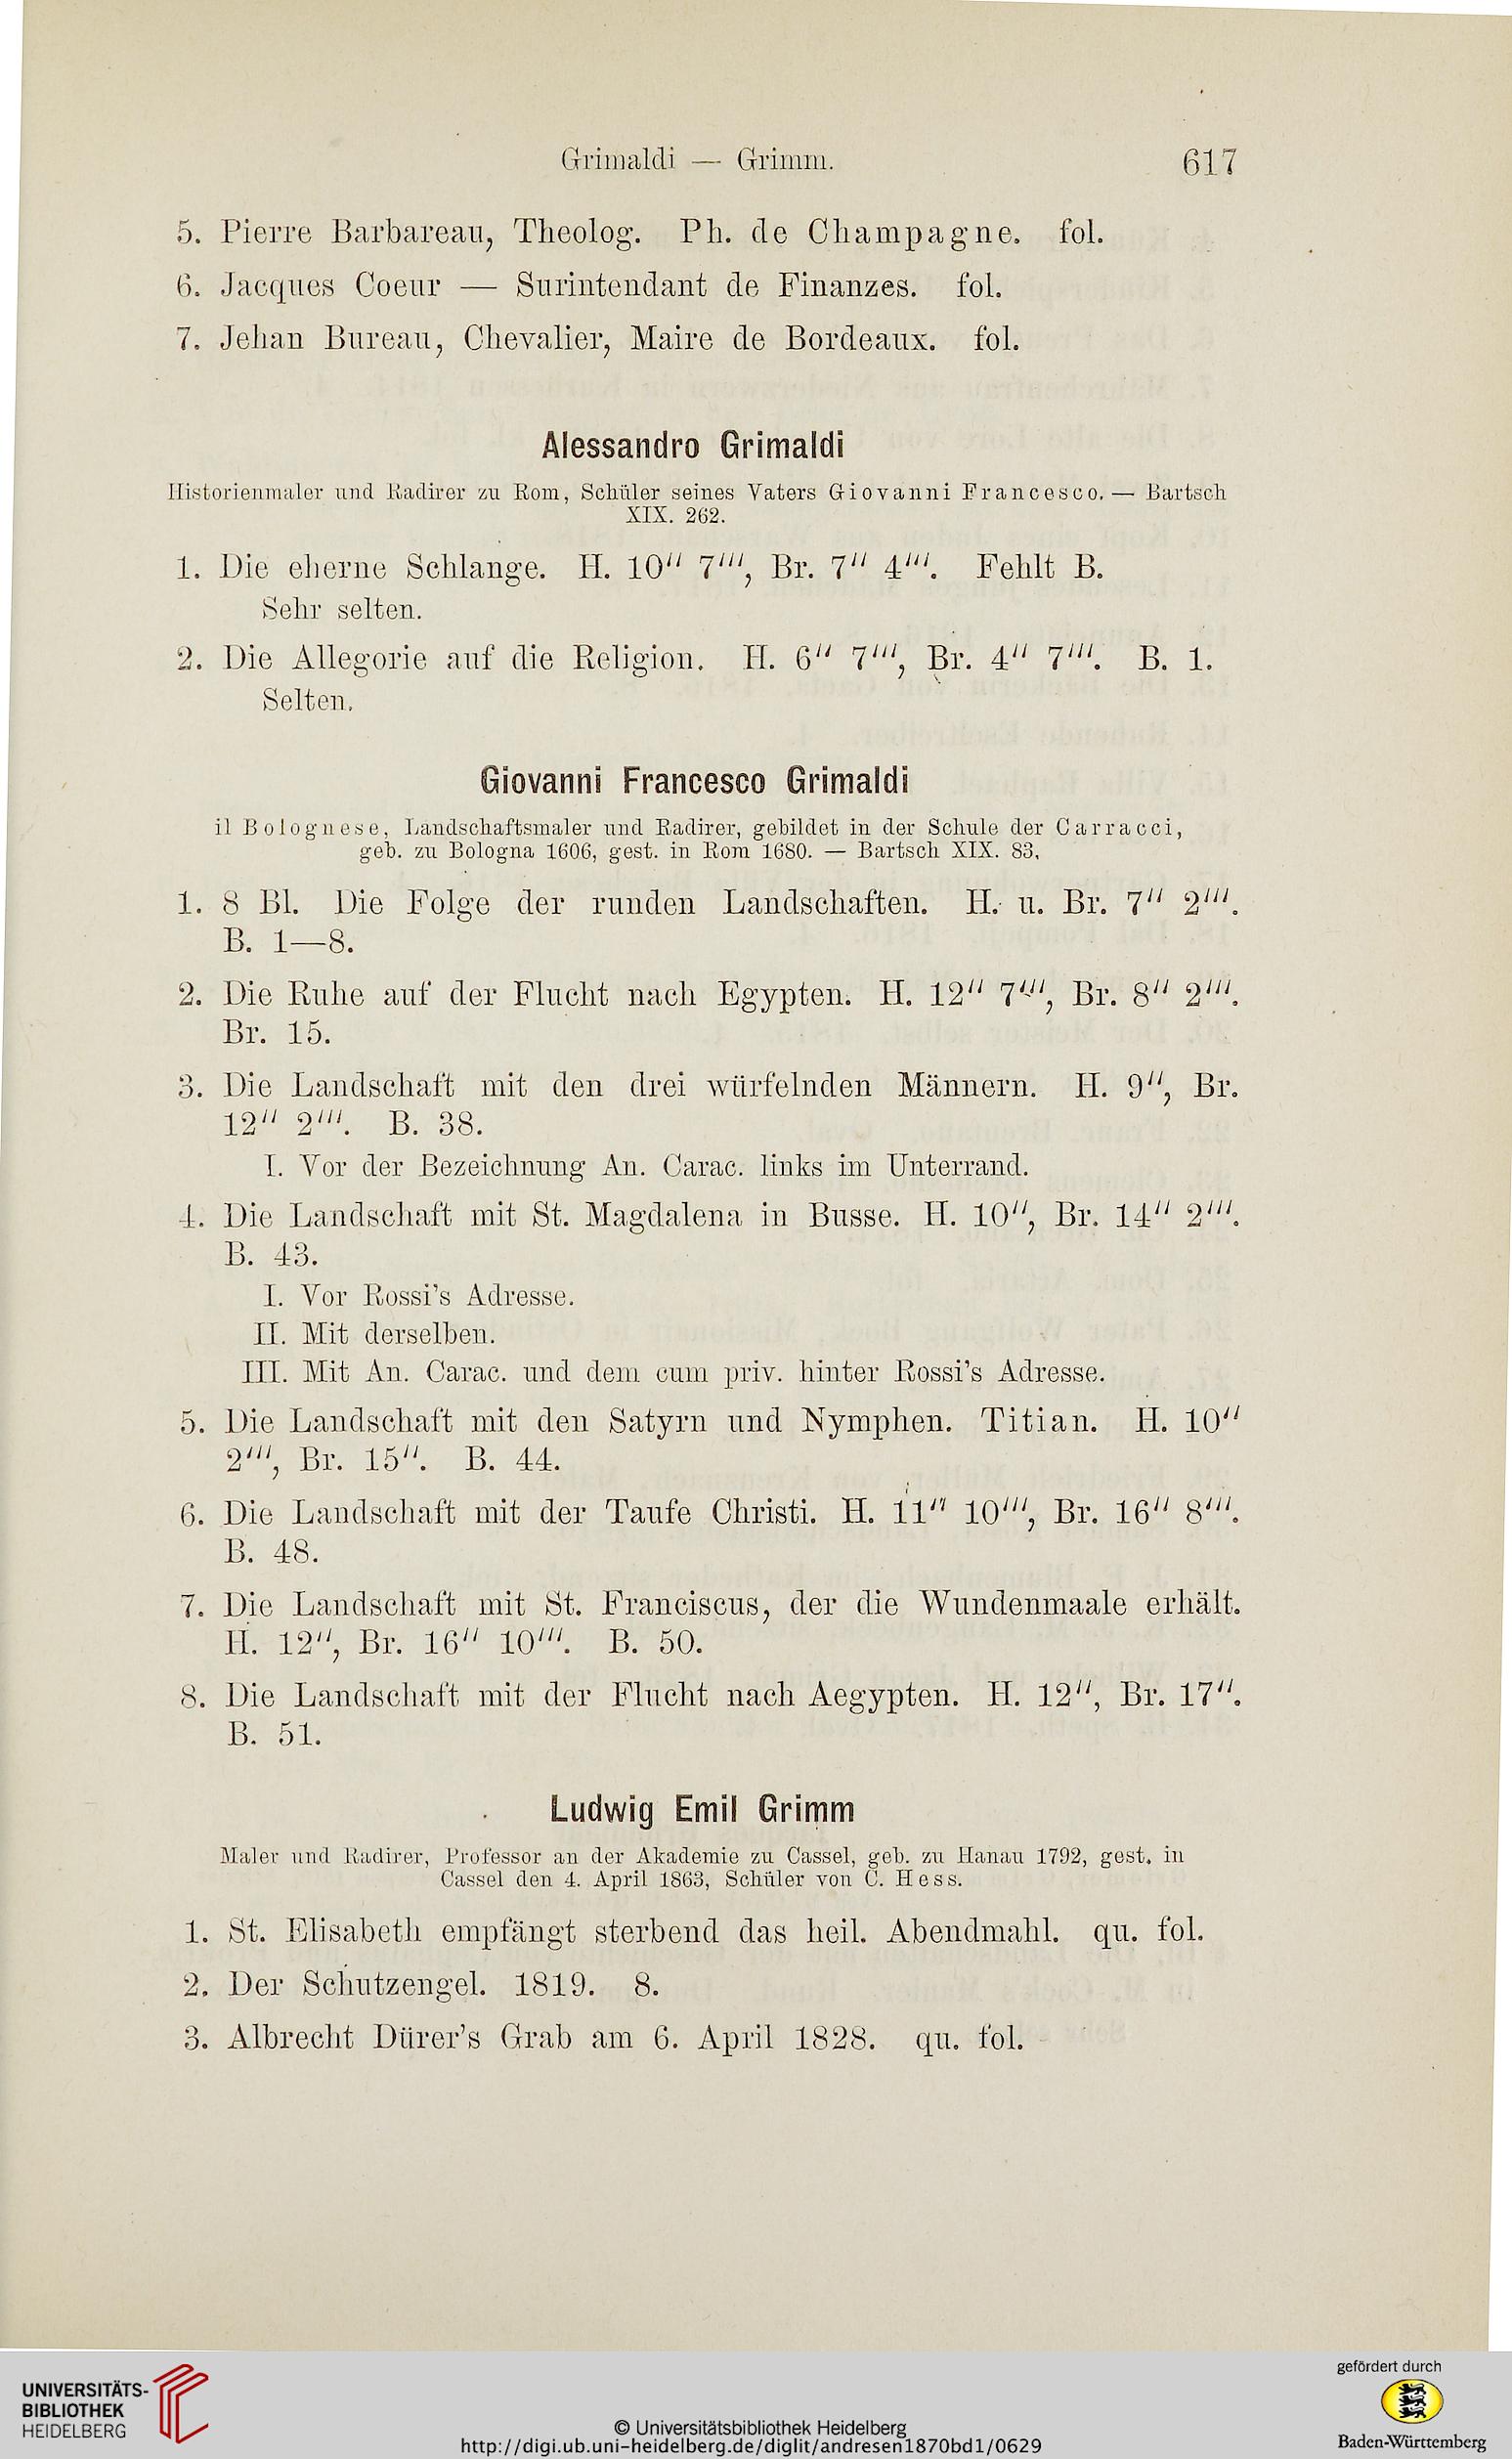 Grimaldi — Grimm. 617
5. Pierre Barbareau, Theolog. Ph. de Champagne. fol.
6. Jacques Coeur — Surintendant de Finanzes. fol.
7. Jehan Bureau, Chevalier, Maire de Bordeaux. fol.
Alessandro Grimaldi
Historienmaler und Radirer zu Rom, Schüler seines Vaters Giovanni Francesco. — Bartsch
XIX. 262.
1. Die eherne Schlange. H. 10'' 7''', Br. 7'' 4'''. Fehlt B.
Sehr selten.
2. Die Allegorie auf die Religion. H. 6'' 7''', Br. 4'' 7'''. B. 1.
Selten.
Giovanni Francesco Grimaldi
il Bolognese, Landschaftsmaler und Radirer, gebildet in der Schule der Carracci,
geb. zu Bologna 1606, gest. in Rom 1680. — Bartsch XIX. 83.
1. 8 Bl. Die Folge der runden Landschaften. H. u. Br. 7'' 2'''.
B. 1—8.
2. Die Ruhe auf der Flucht nach Egypten. H. 12'' 7''', Br. 8'' 2'''.
Br. 15.
3. Die Landschaft mit den drei würfelnden Männern. H. 9'', Br.
12'' 2'''. B. 38.
I. Vor der Bezeichnung An. Carac. links im Unterrand.
4. Die Landschaft mit St. Magdalena in Busse. H. 10'', Br. 14'' 2'''.
B. 43.
I. Vor Rossi's Adresse.
II. Mit derselben.
III. Mit An. Carac. und dem cum priv. hinter Rossi's Adresse.
5. Die Landschaft mit den Satyrn und Nymphen. Titian. H. 10''
2''', Br. 15''. B. 44.
6. Die Landschaft mit der Taufe Christi. H. 11'' 10''', Br. 16'' 8'''.
B. 48.
7. Die Landschaft mit St. Franciscus, der die Wundenmaale erhält.
H. 12'', Br. 16'' 10'''. B. 50.
8. Die Landschaft mit der Flucht nach Aegypten. H. 12'', Br. 17''.
B. 51.
Ludwig Emil Grimm
Maler und Radirer, Professor an der Akademie zu Cassel, geb. zu Hanau 1792, gest. in
Cassel den 4. April 1863, Schüler von C. Hess.
1. St. Elisabeth empfängt sterbend das heil. Abendmahl. qu. fol.
2. Der Schutzengel. 1819. 8.
3. Albrecht Dürer's Grab am 6. April 1828. qu. fol.
UNIVERSITÄTS-
BIBLIOTHEK
HEIDELBERG
© Universitätsbibliothek Heidelberg
http://digi.ub.uni-heidelberg.de/diglit/andresen1870bd1/0629
gefördert durch
Baden-Württemberg